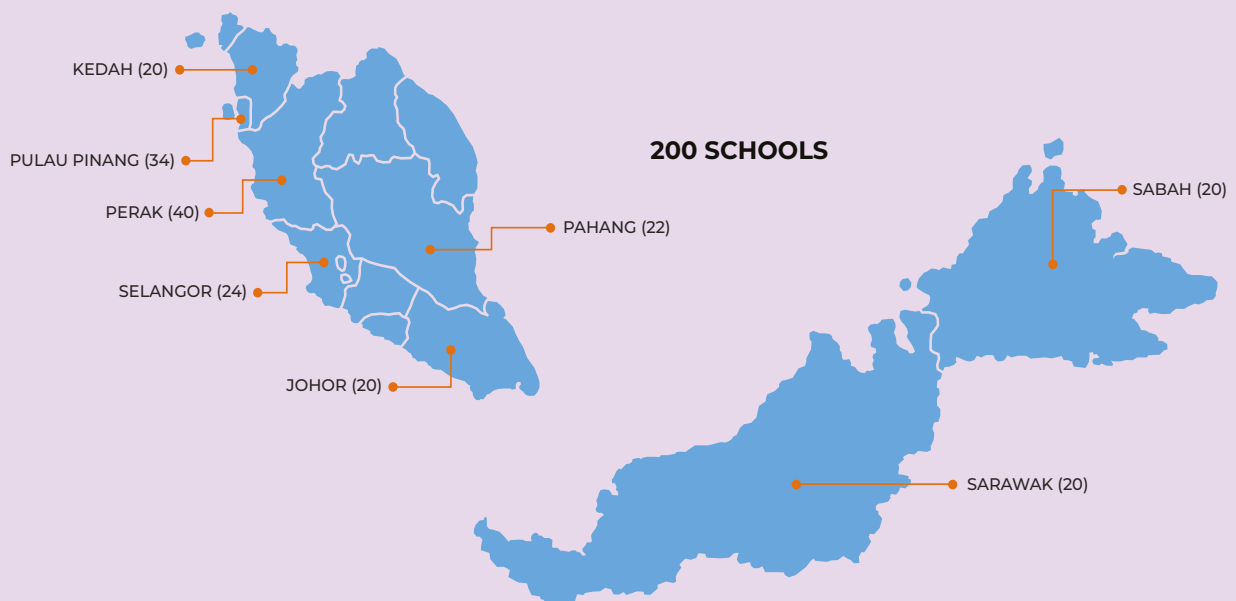 KEDAH (20)
PULAU PINANG (34)
200 SCHOOLS
SABAH (20)
PERAK (40)
PAHANG (22)
SELANGOR (24)
JOHOR (20)
SARAWAK (20)